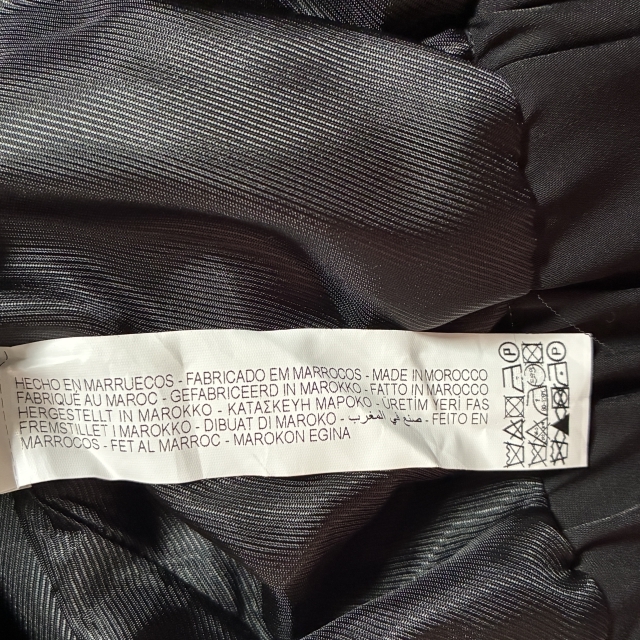 HECHO EN MARRUECOS - FABRICADO EM MARROCOS - MADE IN MOROCCO
FABRIQUÉ AU MAROC - GEFABRICEERD IN MAROKKO - FATTO IN MAROCCO
HERGESTELLT IN MAROKKO - ΚΑΤΑΣΚΕΥΗ ΜΑΡΟΚΟ - ÜRETİM YERİ FAS
FREMSTILLET I MAROKKO - DIBUAT DI MAROKO - صنع في المغرب - FEITO EN
MARROCOS - FET AL MARROC - MAROKON EGINA
P
P